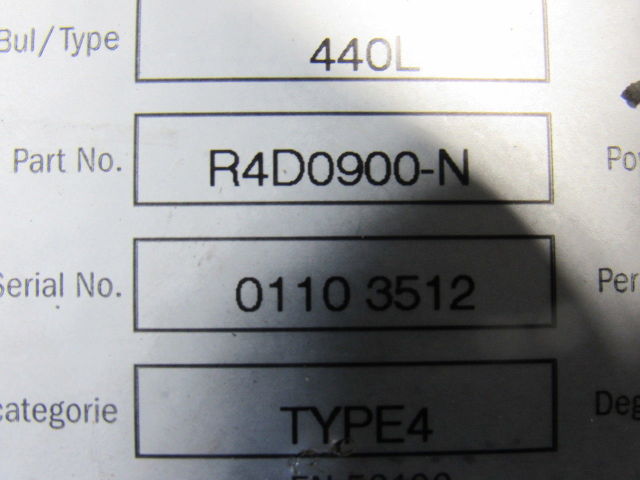 Bul/Type 440L
Part No. R4D0900-N
Serial No. 0110 3512
categorie TYPE4